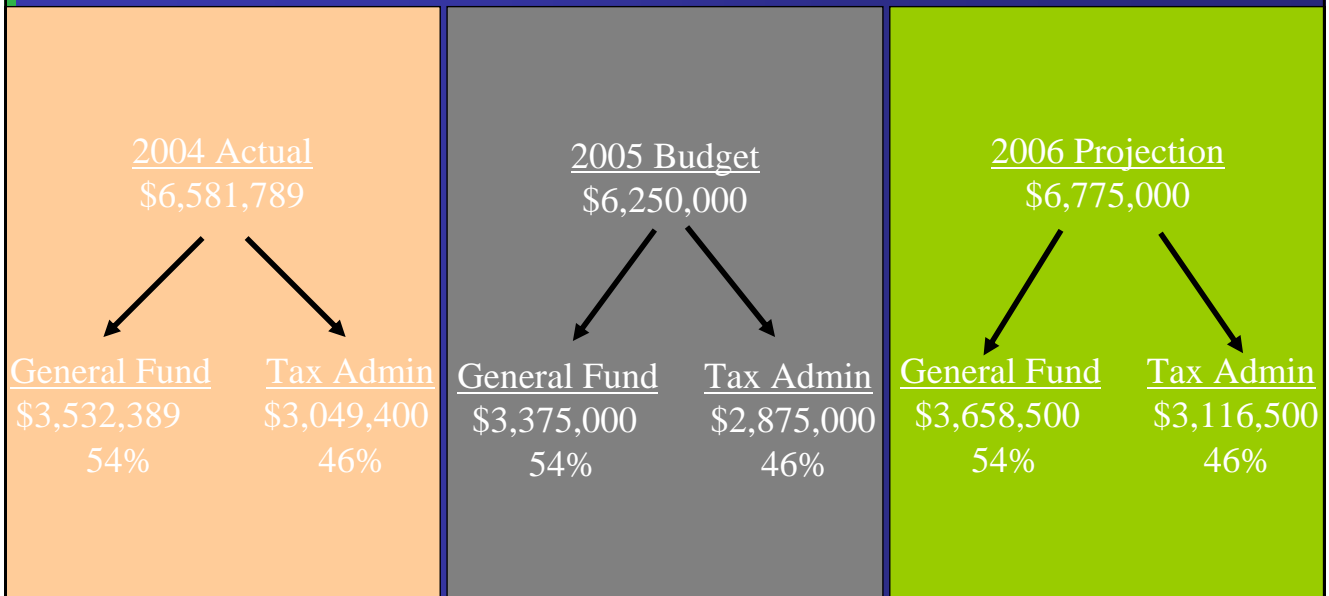 2004 Actual
$6,581,789
General Fund
$3,532,389
54%
Tax Admin
$3,049,400
46%
2005 Budget
$6,250,000
General Fund
$3,375,000
54%
Tax Admin
$2,875,000
46%
2006 Projection
$6,775,000
General Fund
$3,658,500
54%
Tax Admin
$3,116,500
46%